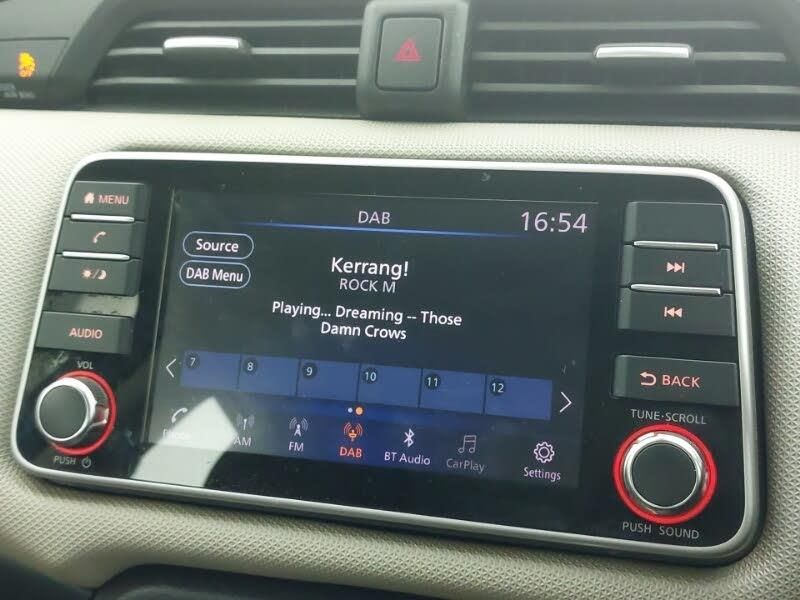 MENU
AUDIO
VOL
PUSH
DAB
16:54
Source
DAB Menu
Kerrang!
ROCK M
Playing... Dreaming -- Those
Damn Crows
7 8 9 10 11 12
AM FM DAB BT Audio CarPlay Settings
BACK
TUNE·SCROLL
PUSH SOUND